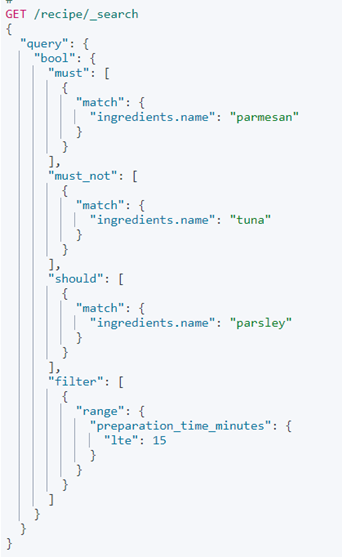 #
GET /recipe/_search
{
  "query": {
    "bool": {
      "must": [
        {
          "match": {
            "ingredients.name": "parmesan"
          }
        }
      ],
      "must_not": [
        {
          "match": {
            "ingredients.name": "tuna"
          }
        }
      ],
      "should": [
        {
          "match": {
            "ingredients.name": "parsley"
          }
        }
      ],
      "filter": [
        {
          "range": {
            "preparation_time_minutes": {
              "lte": 15
            }
          }
        }
      ]
    }
  }
}